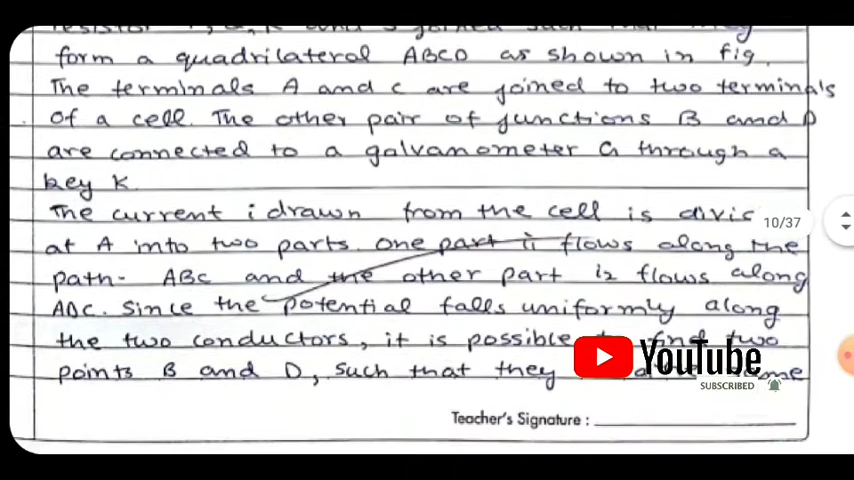 form a quadrilateral ABCD as shown in fig.
The terminals A and C are joined to two terminals
of a cell. The other pair of junctions B and D
are connected to a galvanometer G through a
key K.
The current i drawn from the cell is divis
10/37
at A into two parts. One part i1 flows along the
path- ABC and the other part i2 flows along
ADC. Since the potential falls uniformly along
the two conductors, it is possible to find two
points B and D, such that they
YouTube
SUBSCRIBED
Teacher's Signature :